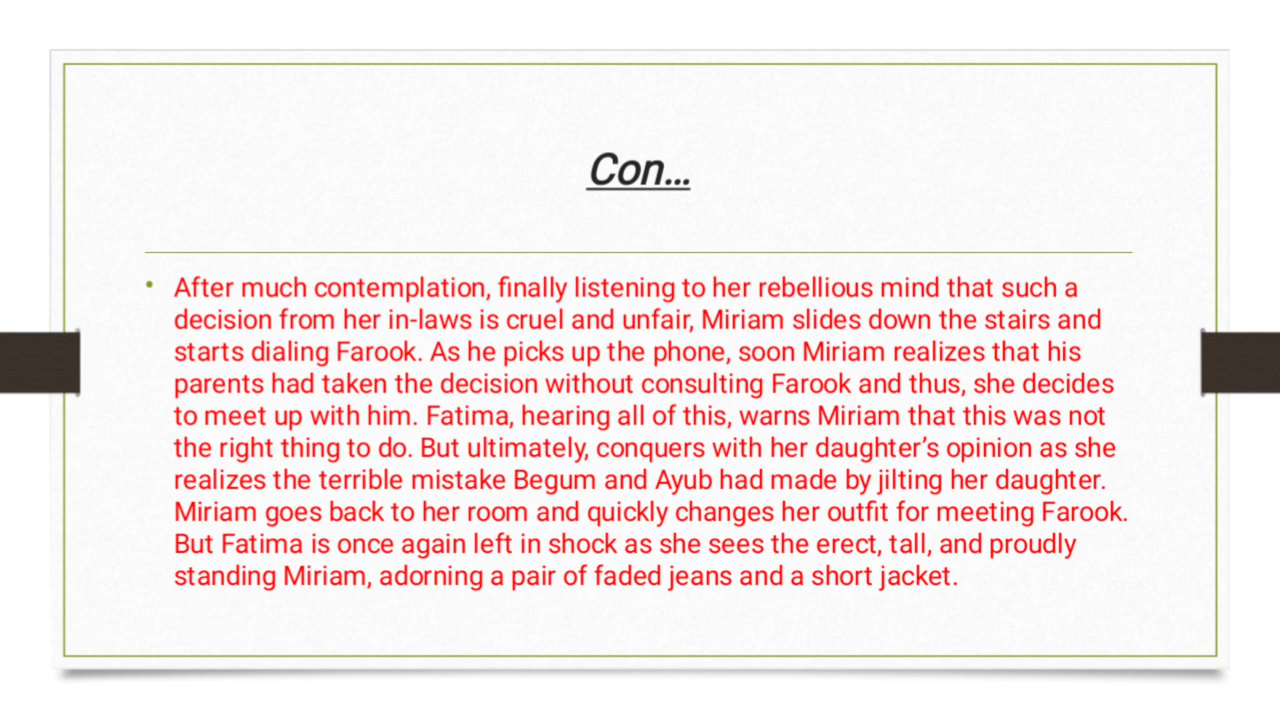 Con...
• After much contemplation, finally listening to her rebellious mind that such a
decision from her in-laws is cruel and unfair, Miriam slides down the stairs and
starts dialing Farook. As he picks up the phone, soon Miriam realizes that his
parents had taken the decision without consulting Farook and thus, she decides
to meet up with him. Fatima, hearing all of this, warns Miriam that this was not
the right thing to do. But ultimately, conquers with her daughter’s opinion as she
realizes the terrible mistake Begum and Ayub had made by jilting her daughter.
Miriam goes back to her room and quickly changes her outfit for meeting Farook.
But Fatima is once again left in shock as she sees the erect, tall, and proudly
standing Miriam, adorning a pair of faded jeans and a short jacket.